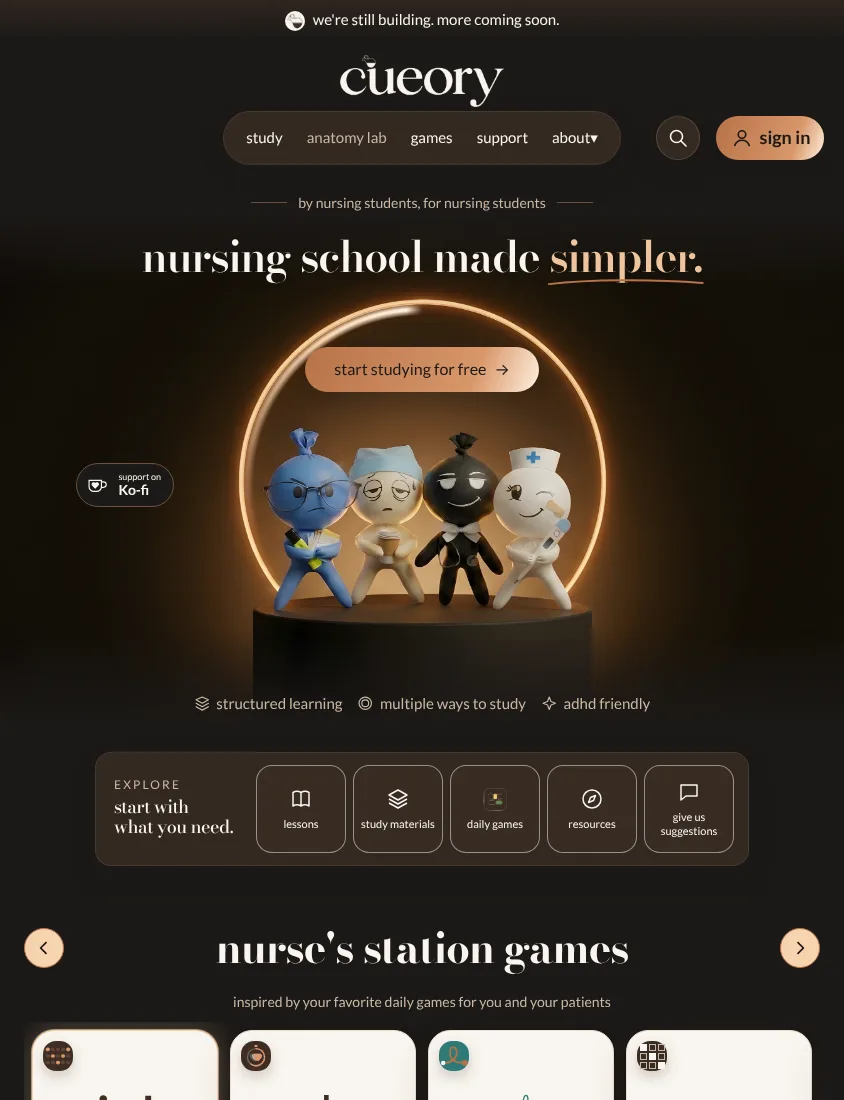 we're still building. more coming soon.
cueory
study anatomy lab games support about▾
sign in
by nursing students, for nursing students
nursing school made simpler.
start studying for free →
support on
Ko-fi
structured learning multiple ways to study adhd friendly
EXPLORE
start with
what you need.
lessons
study materials
daily games
resources
give us
suggestions
nurse's station games
inspired by your favorite daily games for you and your patients